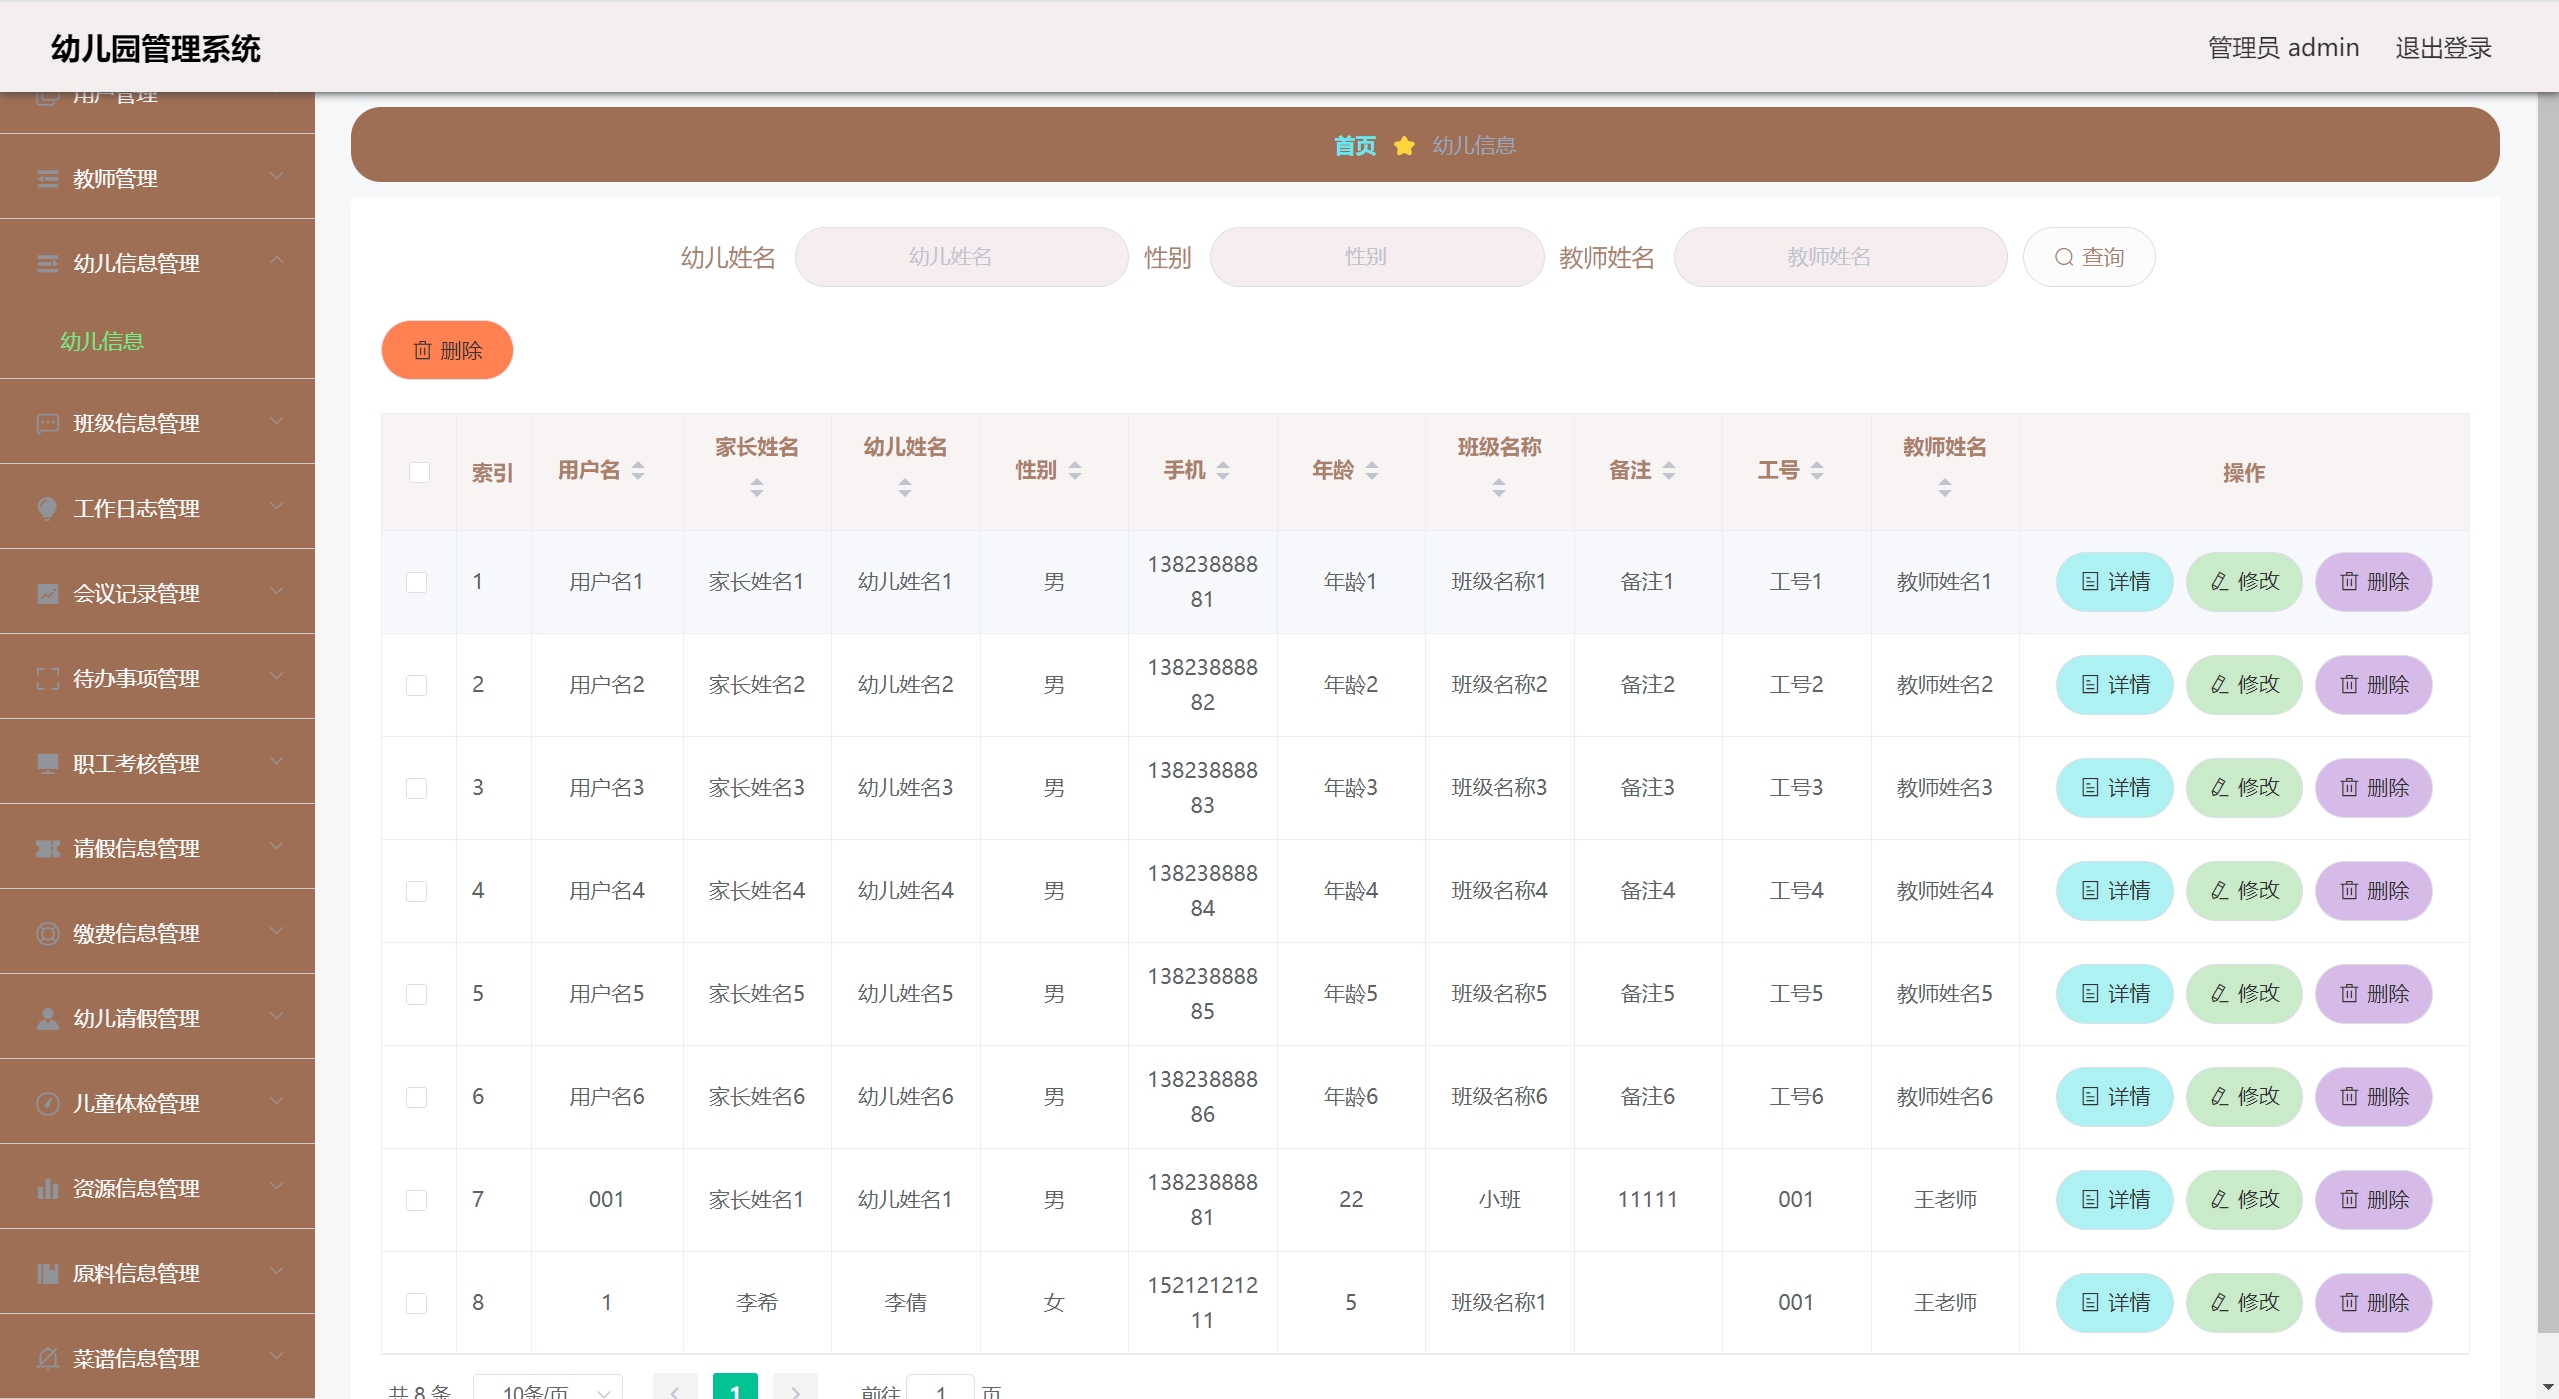 幼儿园管理系统
管理员 admin 退出登录
用户管理
教师管理
幼儿信息管理
幼儿信息
班级信息管理
工作日志管理
会议记录管理
待办事项管理
职工考核管理
请假信息管理
缴费信息管理
幼儿请假管理
儿童体检管理
资源信息管理
原料信息管理
菜谱信息管理
首页 幼儿信息
幼儿姓名 幼儿姓名 性别 性别 教师姓名 教师姓名 查询
删除
索引 用户名 家长姓名 幼儿姓名 性别 手机 年龄 班级名称 备注 工号 教师姓名 操作
1 用户名1 家长姓名1 幼儿姓名1 男 13823888881 年龄1 班级名称1 备注1 工号1 教师姓名1 详情 修改 删除
2 用户名2 家长姓名2 幼儿姓名2 男 13823888882 年龄2 班级名称2 备注2 工号2 教师姓名2 详情 修改 删除
3 用户名3 家长姓名3 幼儿姓名3 男 13823888883 年龄3 班级名称3 备注3 工号3 教师姓名3 详情 修改 删除
4 用户名4 家长姓名4 幼儿姓名4 男 13823888884 年龄4 班级名称4 备注4 工号4 教师姓名4 详情 修改 删除
5 用户名5 家长姓名5 幼儿姓名5 男 13823888885 年龄5 班级名称5 备注5 工号5 教师姓名5 详情 修改 删除
6 用户名6 家长姓名6 幼儿姓名6 男 13823888886 年龄6 班级名称6 备注6 工号6 教师姓名6 详情 修改 删除
7 001 家长姓名1 幼儿姓名1 男 13823888881 22 小班 11111 001 王老师 详情 修改 删除
8 1 李希 李倩 女 15212121211 5 班级名称1 001 王老师 详情 修改 删除
共 8 条 10条/页 1 前往 1 页